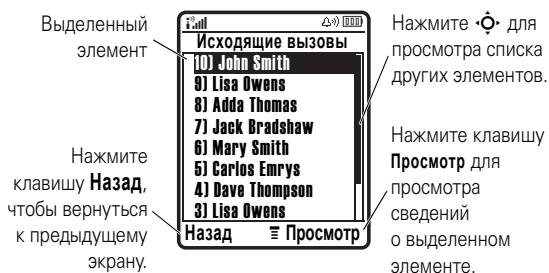 Выделенный
элемент
Исходящие вызовы
10) John Smith
9) Lisa Owens
8) Adda Thomas
7) Jack Bradshaw
6) Mary Smith
5) Carlos Emrys
4) Dave Thompson
3) Lisa Owens
Назад Просмотр
Нажмите
клавишу Назад,
чтобы вернуться
к предыдущему
экрану.
Нажмите для
просмотра списка
других элементов.
Нажмите клавишу
Просмотр для
просмотра
сведений
о выделенном
элементе.